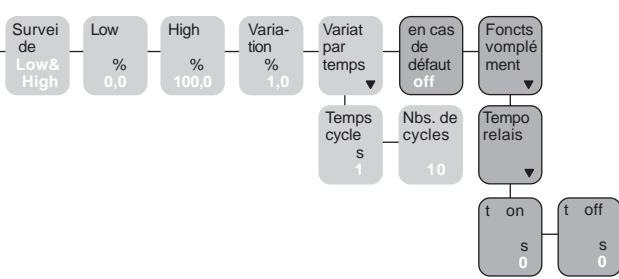 Survei
de
Low&
High
Low
%
0,0
High
%
100,0
Varia-
tion
%
1,0
Variat
par
temps
en cas
de
défaut
off
Foncts
vomplé
ment
Temps
cycle
s
1
Nbs. de
cycles
10
Tempo
relais
t on
s
0
t off
s
0